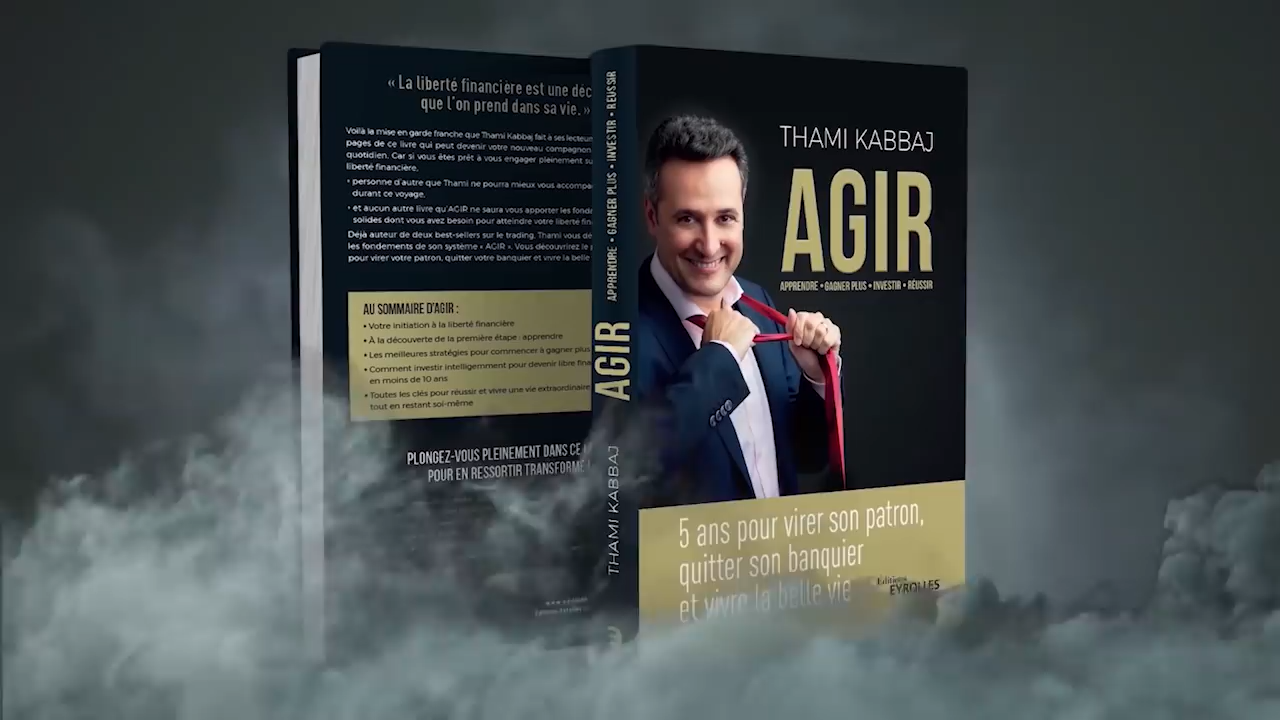 « La liberté financière est une déc
que l'on prend dans sa vie. »
Voilà la mise en garde franche que Thami Kabbaj fait à ses lecteur
pages de ce livre qui peut devenir votre nouveau compagnon
quotidien. Car si vous êtes prêt à vous engager pleinement su
liberté financière,
• personne d'autre que Thami ne pourra mieux vous accompa
durant ce voyage,
• et aucun autre livre qu'AGIR ne saura vous apporter les fond
solides dont vous avez besoin pour atteindre votre liberté fin
Déjà auteur de deux best-sellers sur le trading, Thami vous dé
les fondements de son système « AGIR ». Vous découvrirez le
pour virer votre patron, quitter votre banquier et vivre la belle
AU SOMMAIRE D'AGIR :
• Votre initiation à la liberté financière
• À la découverte de la première étape : apprendre
• Les meilleures stratégies pour commencer à gagner plus
• Comment investir intelligemment pour devenir libre fina
en moins de 10 ans
• Toutes les clés pour réussir et vivre une vie extraordinaire
tout en restant soi-même
PLONGEZ-VOUS PLEINEMENT DANS CE
POUR EN RESSORTIR TRANSFORMÉ
THAMI KABBAJ AGIR APPRENDRE • GAGNER PLUS • INVESTIR • RÉUSSIR
THAMI KABBAJ
AGIR
APPRENDRE • GAGNER PLUS • INVESTIR • RÉUSSIR
5 ans pour virer son patron,
quitter son banquier
et vivre la belle vie
Éditions
EYROLLES